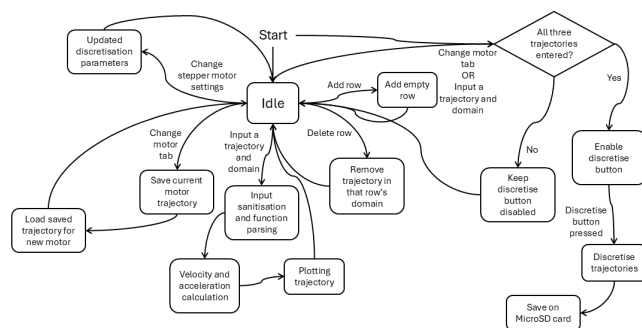 Start
Updated
discretisation
parameters
Change
stepper motor
settings
Idle
Add row
Add empty
row
Change motor
tab
OR
Input a
trajectory and
domain
All three
trajectories
entered?
Yes
No
Enable
discretise
button
Keep
discretise
button
disabled
Discretise
button
pressed
Discretise
trajectories
Save on
MicroSD card
Delete row
Remove
trajectory in
that row's
domain
Input a
trajectory
and
domain
Input
sanitisation and
function parsing
Velocity and
acceleration
calculation
Plotting
trajectory
Change
motor tab
Save current
motor
trajectory
Load saved
trajectory for
new motor